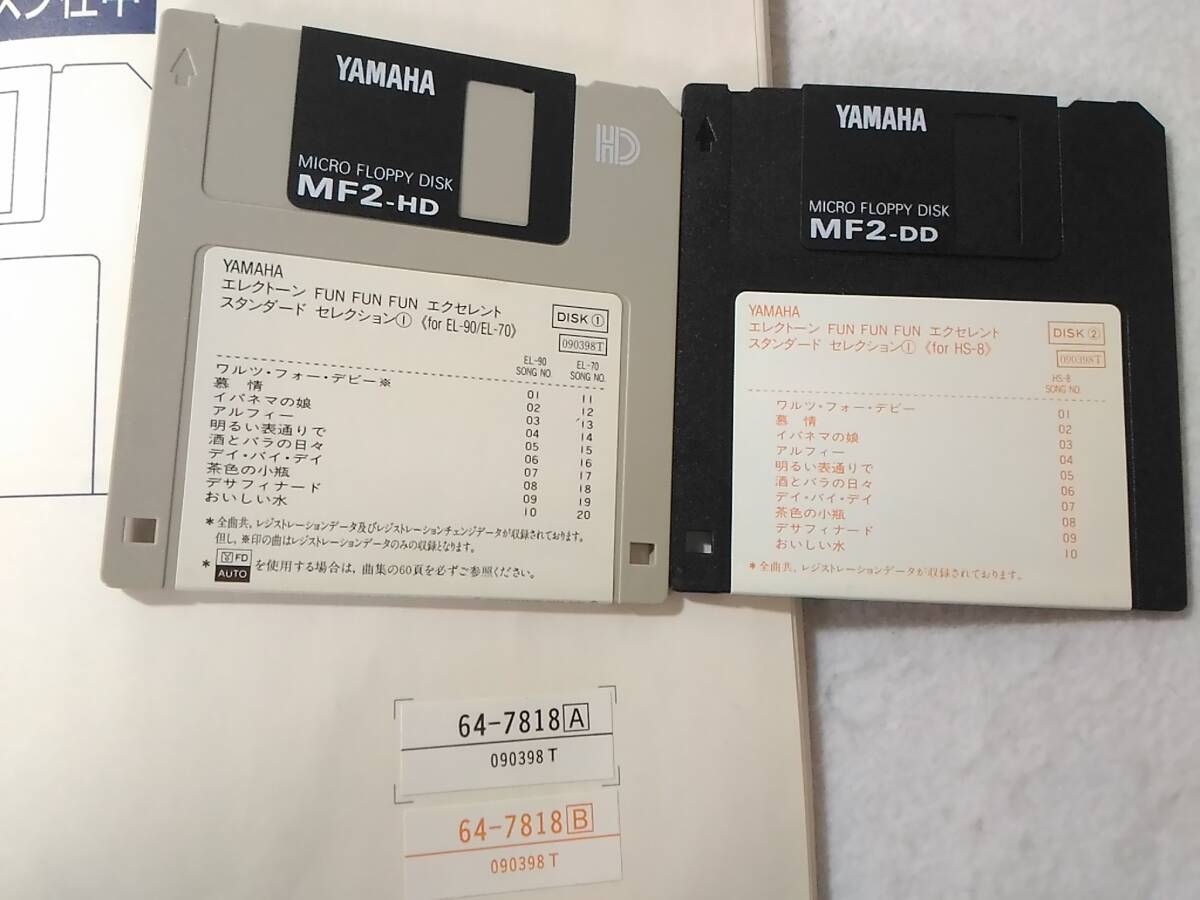 YAMAHA
HD
MICRO FLOPPY DISK
MF2-HD
YAMAHA
エレクトーン FUN FUN FUN エクセレント
スタンダード セレクション① 《for EL-90/EL-70》
DISK ①
090398T
EL-90 EL-70
SONG NO. SONG NO.
ワルツ・フォー・デビー※ 01 11
慕 情 02 12
イパネマの娘 03 13
アルフィー 04 14
明るい表通りで 05 15
酒とバラの日々 06 16
デイ・バイ・デイ 07 17
茶色の小瓶 08 18
デサフィナード 09 19
おいしい水 10 20
*全曲共、レジストレーションデータ及びレジストレーションチェンジデータが収録されております。
但し、※印の曲はレジストレーションデータのみの収録となります。
* FD AUTO を使用する場合は、曲集の60頁を必ずご参照ください。
YAMAHA
MICRO FLOPPY DISK
MF2-DD
YAMAHA
エレクトーン FUN FUN FUN エクセレント
スタンダード セレクション① 《for HS-8》
DISK ②
090398T
HS-8
SONG NO.
ワルツ・フォー・デビー 01
慕 情 02
イパネマの娘 03
アルフィー 04
明るい表通りで 05
酒とバラの日々 06
デイ・バイ・デイ 07
茶色の小瓶 08
デサフィナード 09
おいしい水 10
*全曲共、レジストレーションデータが収録されております。
64-7818 A
090398 T
64-7818 B
090398 T